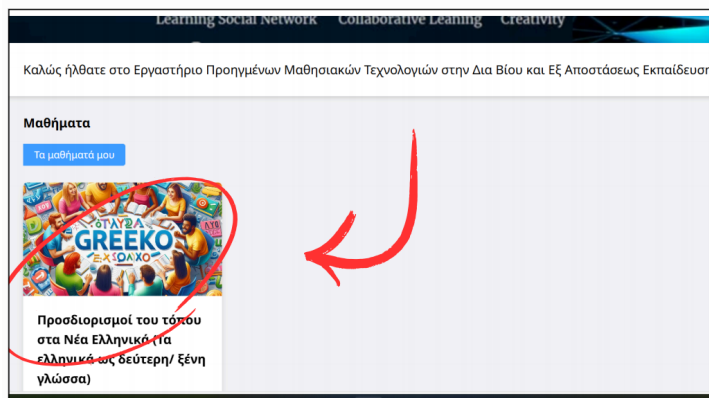 Learning Social Network Collaborative Leaning Creativity
Καλώς ήλθατε στο Εργαστήριο Προηγμένων Μαθησιακών Τεχνολογιών στην Δια Βίου και Εξ Αποστάσεως Εκπαίδευση
Μαθήματα
Τα μαθήματά μου
GREEKO
Προσδιορισμοί του τόπου
στα Νέα Ελληνικά (Τα
ελληνικά ως δεύτερη/ ξένη
γλώσσα)